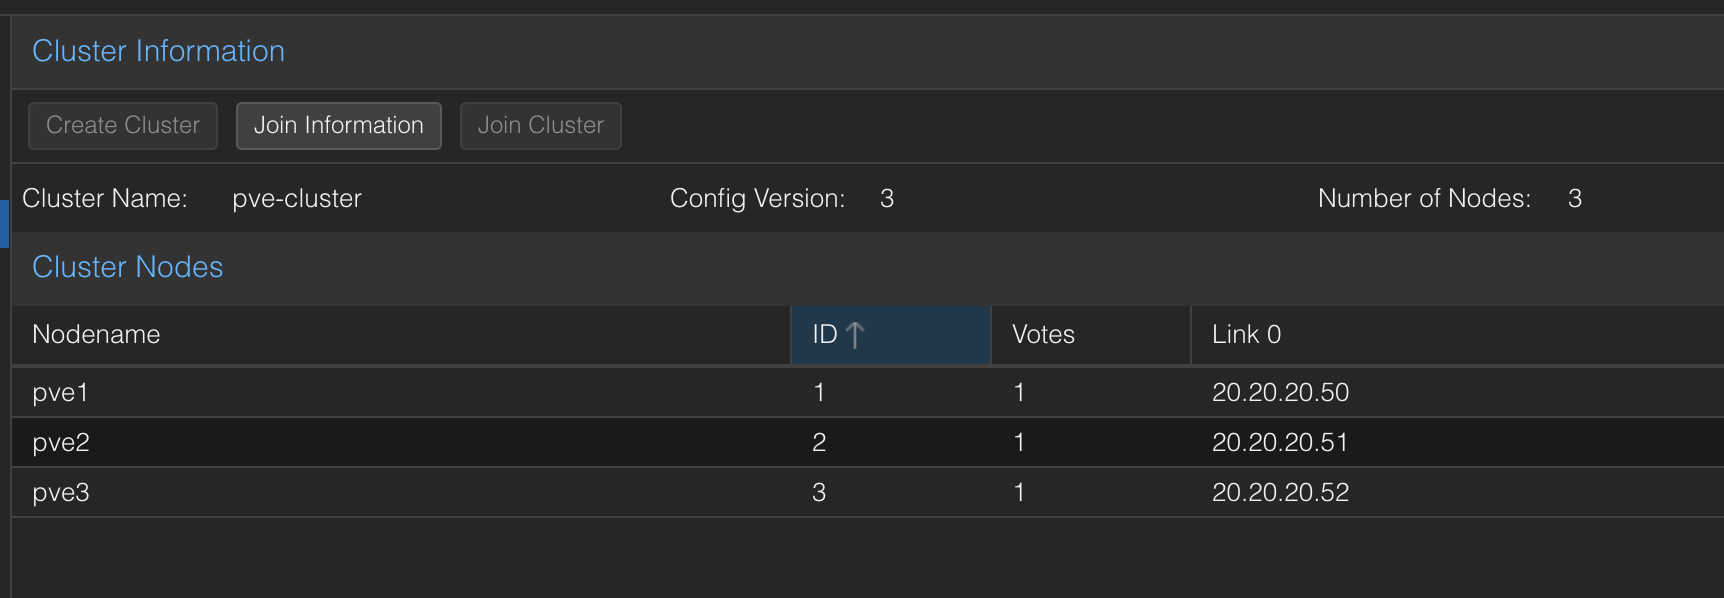 Cluster Information
Create Cluster Join Information Join Cluster
Cluster Name: pve-cluster Config Version: 3 Number of Nodes: 3
Cluster Nodes
Nodename ID↑ Votes Link 0
pve1 1 1 20.20.20.50
pve2 2 1 20.20.20.51
pve3 3 1 20.20.20.52